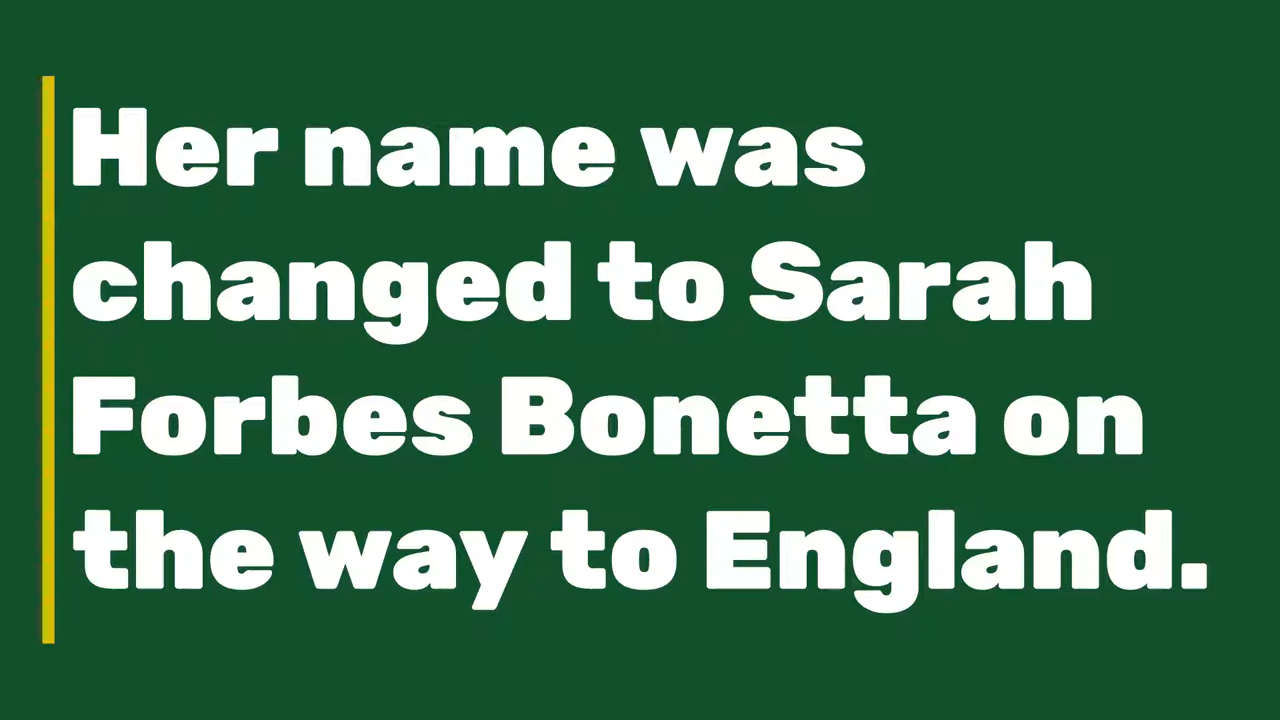 Her name was
changed to Sarah
Forbes Bonetta on
the way to England.